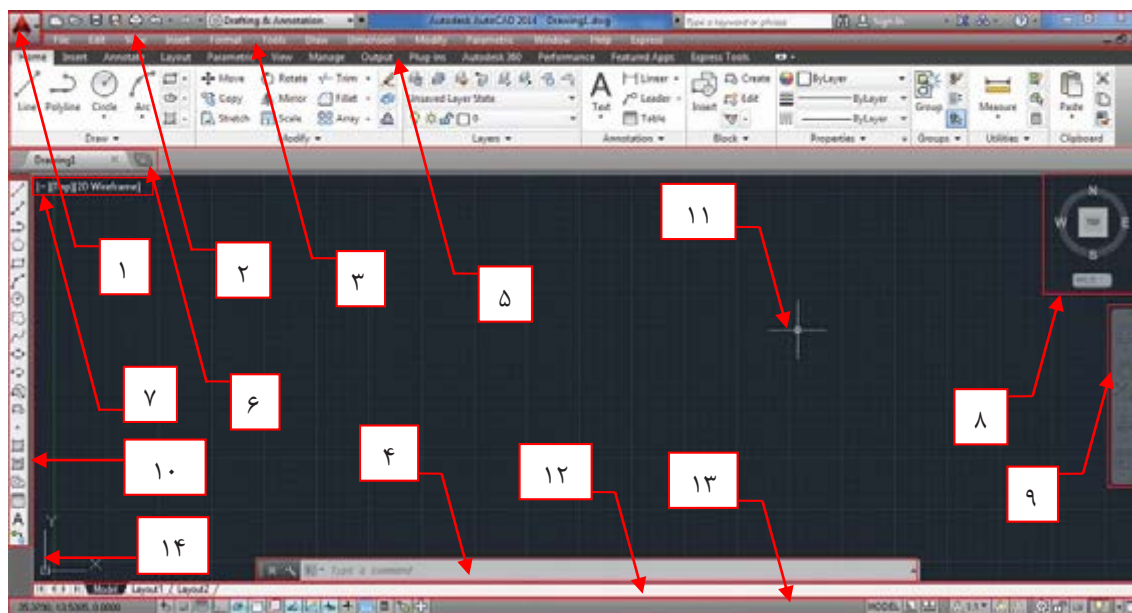 Drafting & Annotation Autodesk AutoCAD 2014 Drawing1.dwg Type a keyword or phrase Sign In
File Edit View Insert Format Tools Draw Dimension Modify Parametric Window Help Express
Home Insert Annotate Layout Parametric View Manage Output Plug-ins Autodesk 360 Performance Featured Apps Express Tools
Line Polyline Circle Arc Move Rotate Trim Unsaved Layer State Text Linear Insert Create ByLayer Group Measure Paste
Copy Mirror Fillet Leader Edit ByLayer
Stretch Scale Array 0 Table ByLayer
Draw Modify Layers Annotation Block Properties Groups Utilities Clipboard
Drawing1
[-][Top][2D Wireframe]
N
W TOP E
S
۱ ۲ ۳ ۵ ۱۱
۷ ۶ ۸
۱۰ ۴ ۱۲ ۱۳ ۹
۱۴
Y
X
Type a command
Model Layout1 Layout2
MODEL 1:1